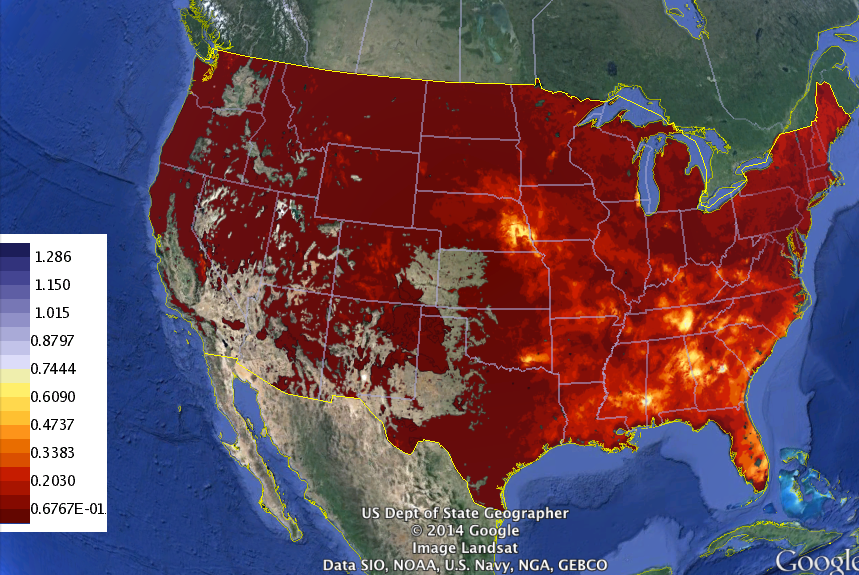 1.286
1.150
1.015
0.8797
0.7444
0.6090
0.4737
0.3383
0.2030
0.6767E-01
US Dept of State Geographer
© 2014 Google
Image Landsat
Data SIO, NOAA, U.S. Navy, NGA, GEBCO
Google